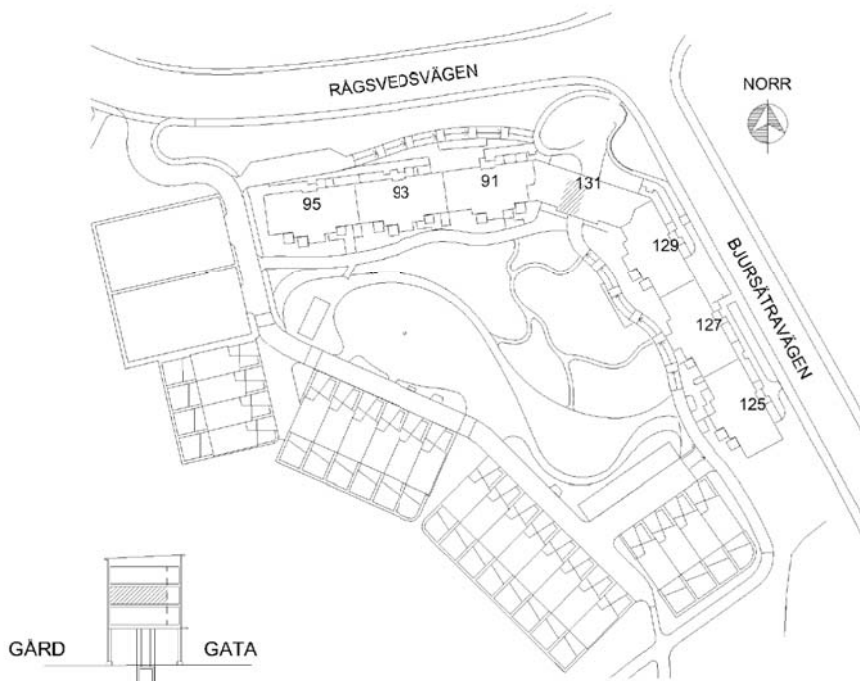 RÅGSVEDSVÄGEN
NORR
131
91
93
95
129
BJURSÄTRAVÄGEN
127
125
GÅRD
GATA